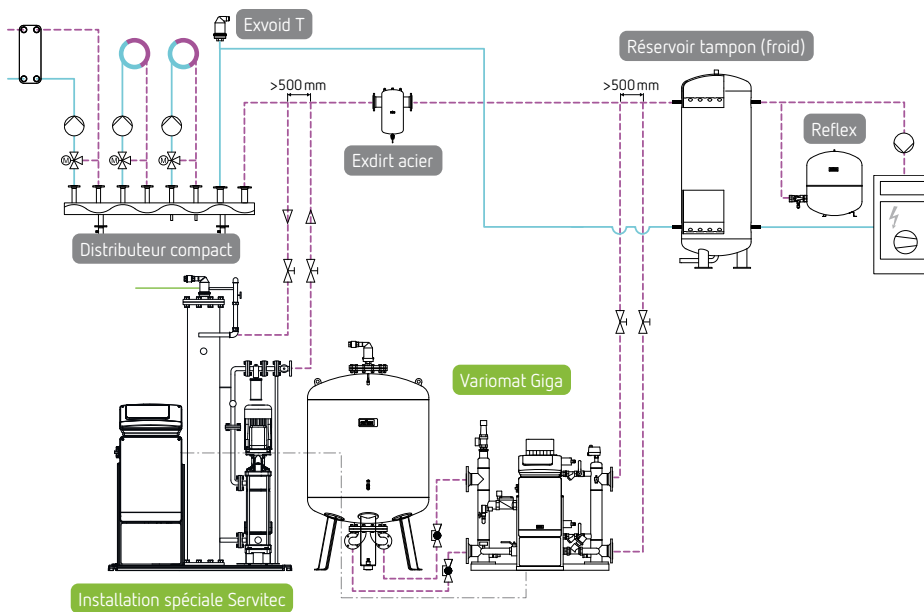 Exvoid T
Réservoir tampon (froid)
>500 mm
>500 mm
Reflex
Exdirt acier
M
M
M
Distributeur compact
Variomat Giga
Installation spéciale Servitec